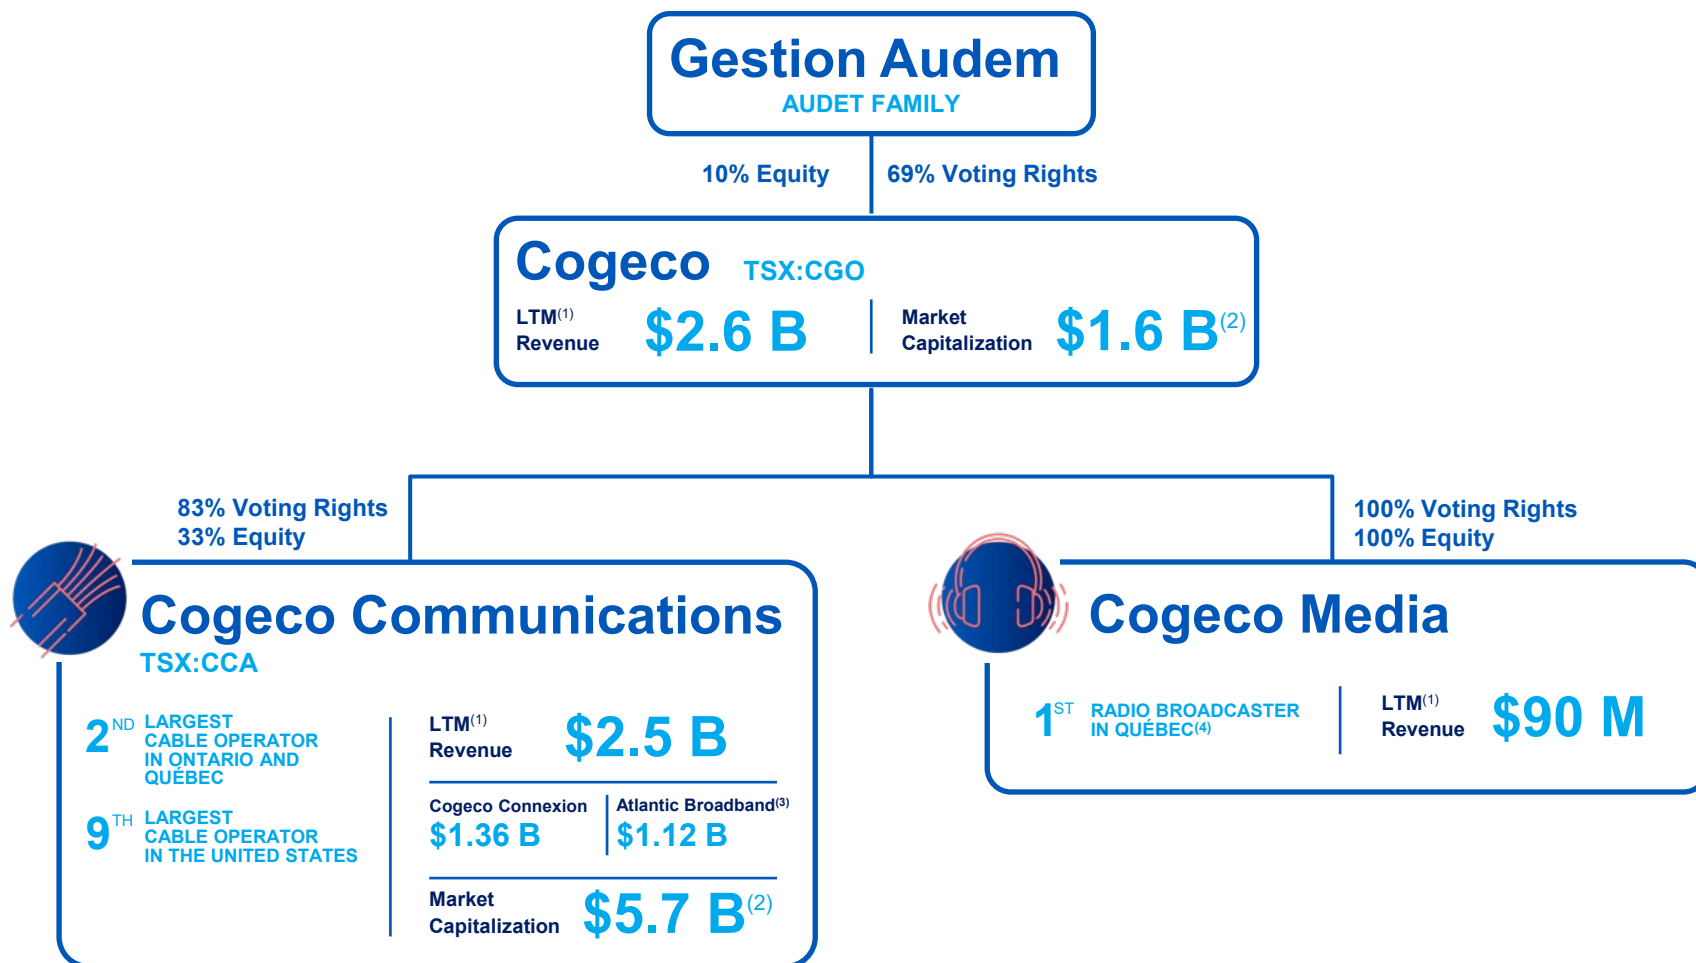 Gestion Audem
AUDET FAMILY
10% Equity
69% Voting Rights
Cogeco TSX:CGO
LTM(1)
Revenue
$2.6 B
Market
Capitalization
$1.6 B(2)
83% Voting Rights
33% Equity
100% Voting Rights
100% Equity
Cogeco Communications
TSX:CCA
2ND LARGEST
CABLE OPERATOR
IN ONTARIO AND
QUÉBEC
9TH LARGEST
CABLE OPERATOR
IN THE UNITED STATES
LTM(1)
Revenue
$2.5 B
Cogeco Connexion
$1.36 B
Atlantic Broadband(3)
$1.12 B
Market
Capitalization
$5.7 B(2)
Cogeco Media
1ST RADIO BROADCASTER
IN QUÉBEC(4)
LTM(1)
Revenue
$90 M